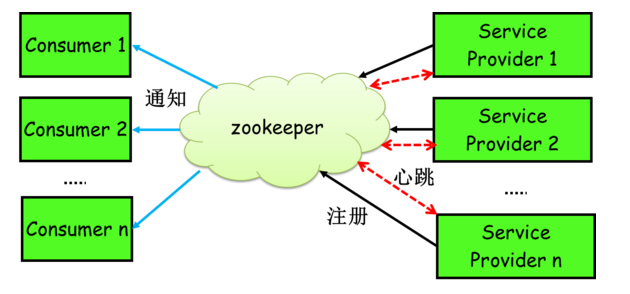 Consumer 1
通知
Consumer 2
.....
Consumer n
zookeeper
Service
Provider 1
Service
Provider 2
心跳
.....
注册
Service
Provider n